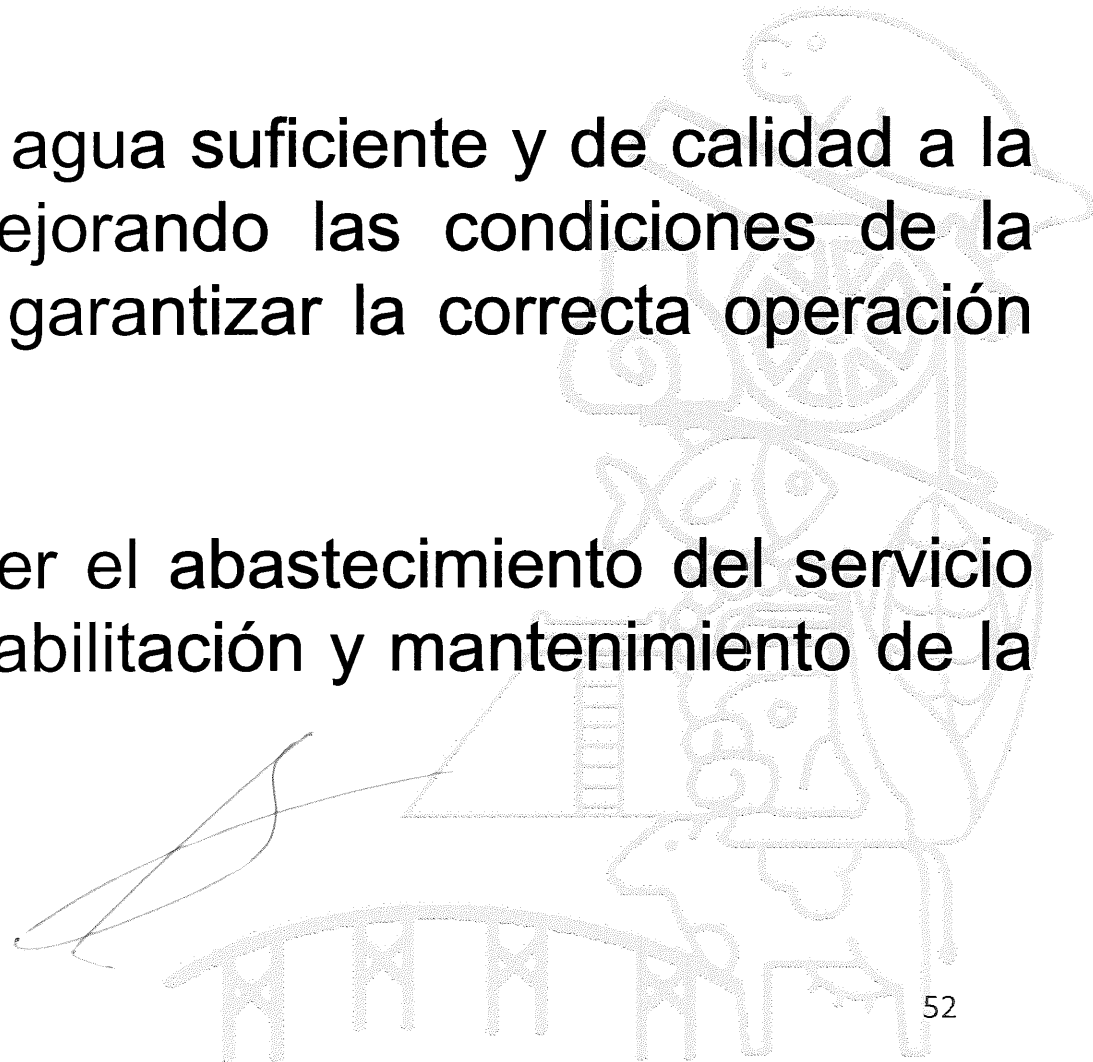 agua suficiente y de calidad a la
ejorando las condiciones de la
garantizar la correcta operación
er el abastecimiento del servicio
abilitación y mantenimiento de la
52